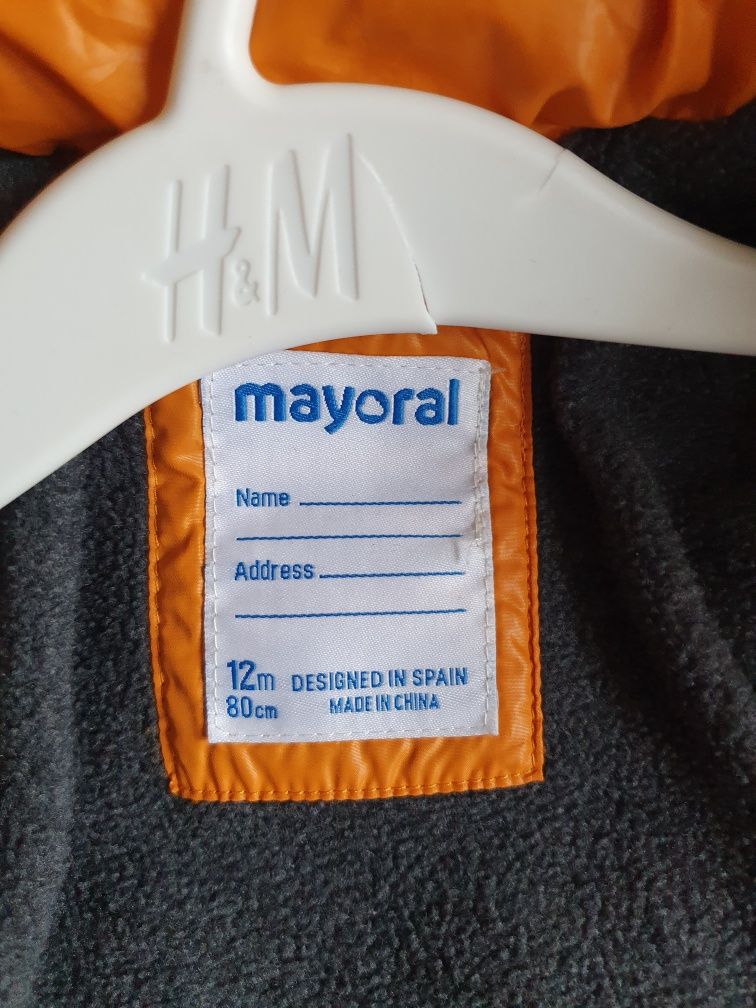 H&M
mayoral
Name
Address
12m DESIGNED IN SPAIN
80cm MADE IN CHINA